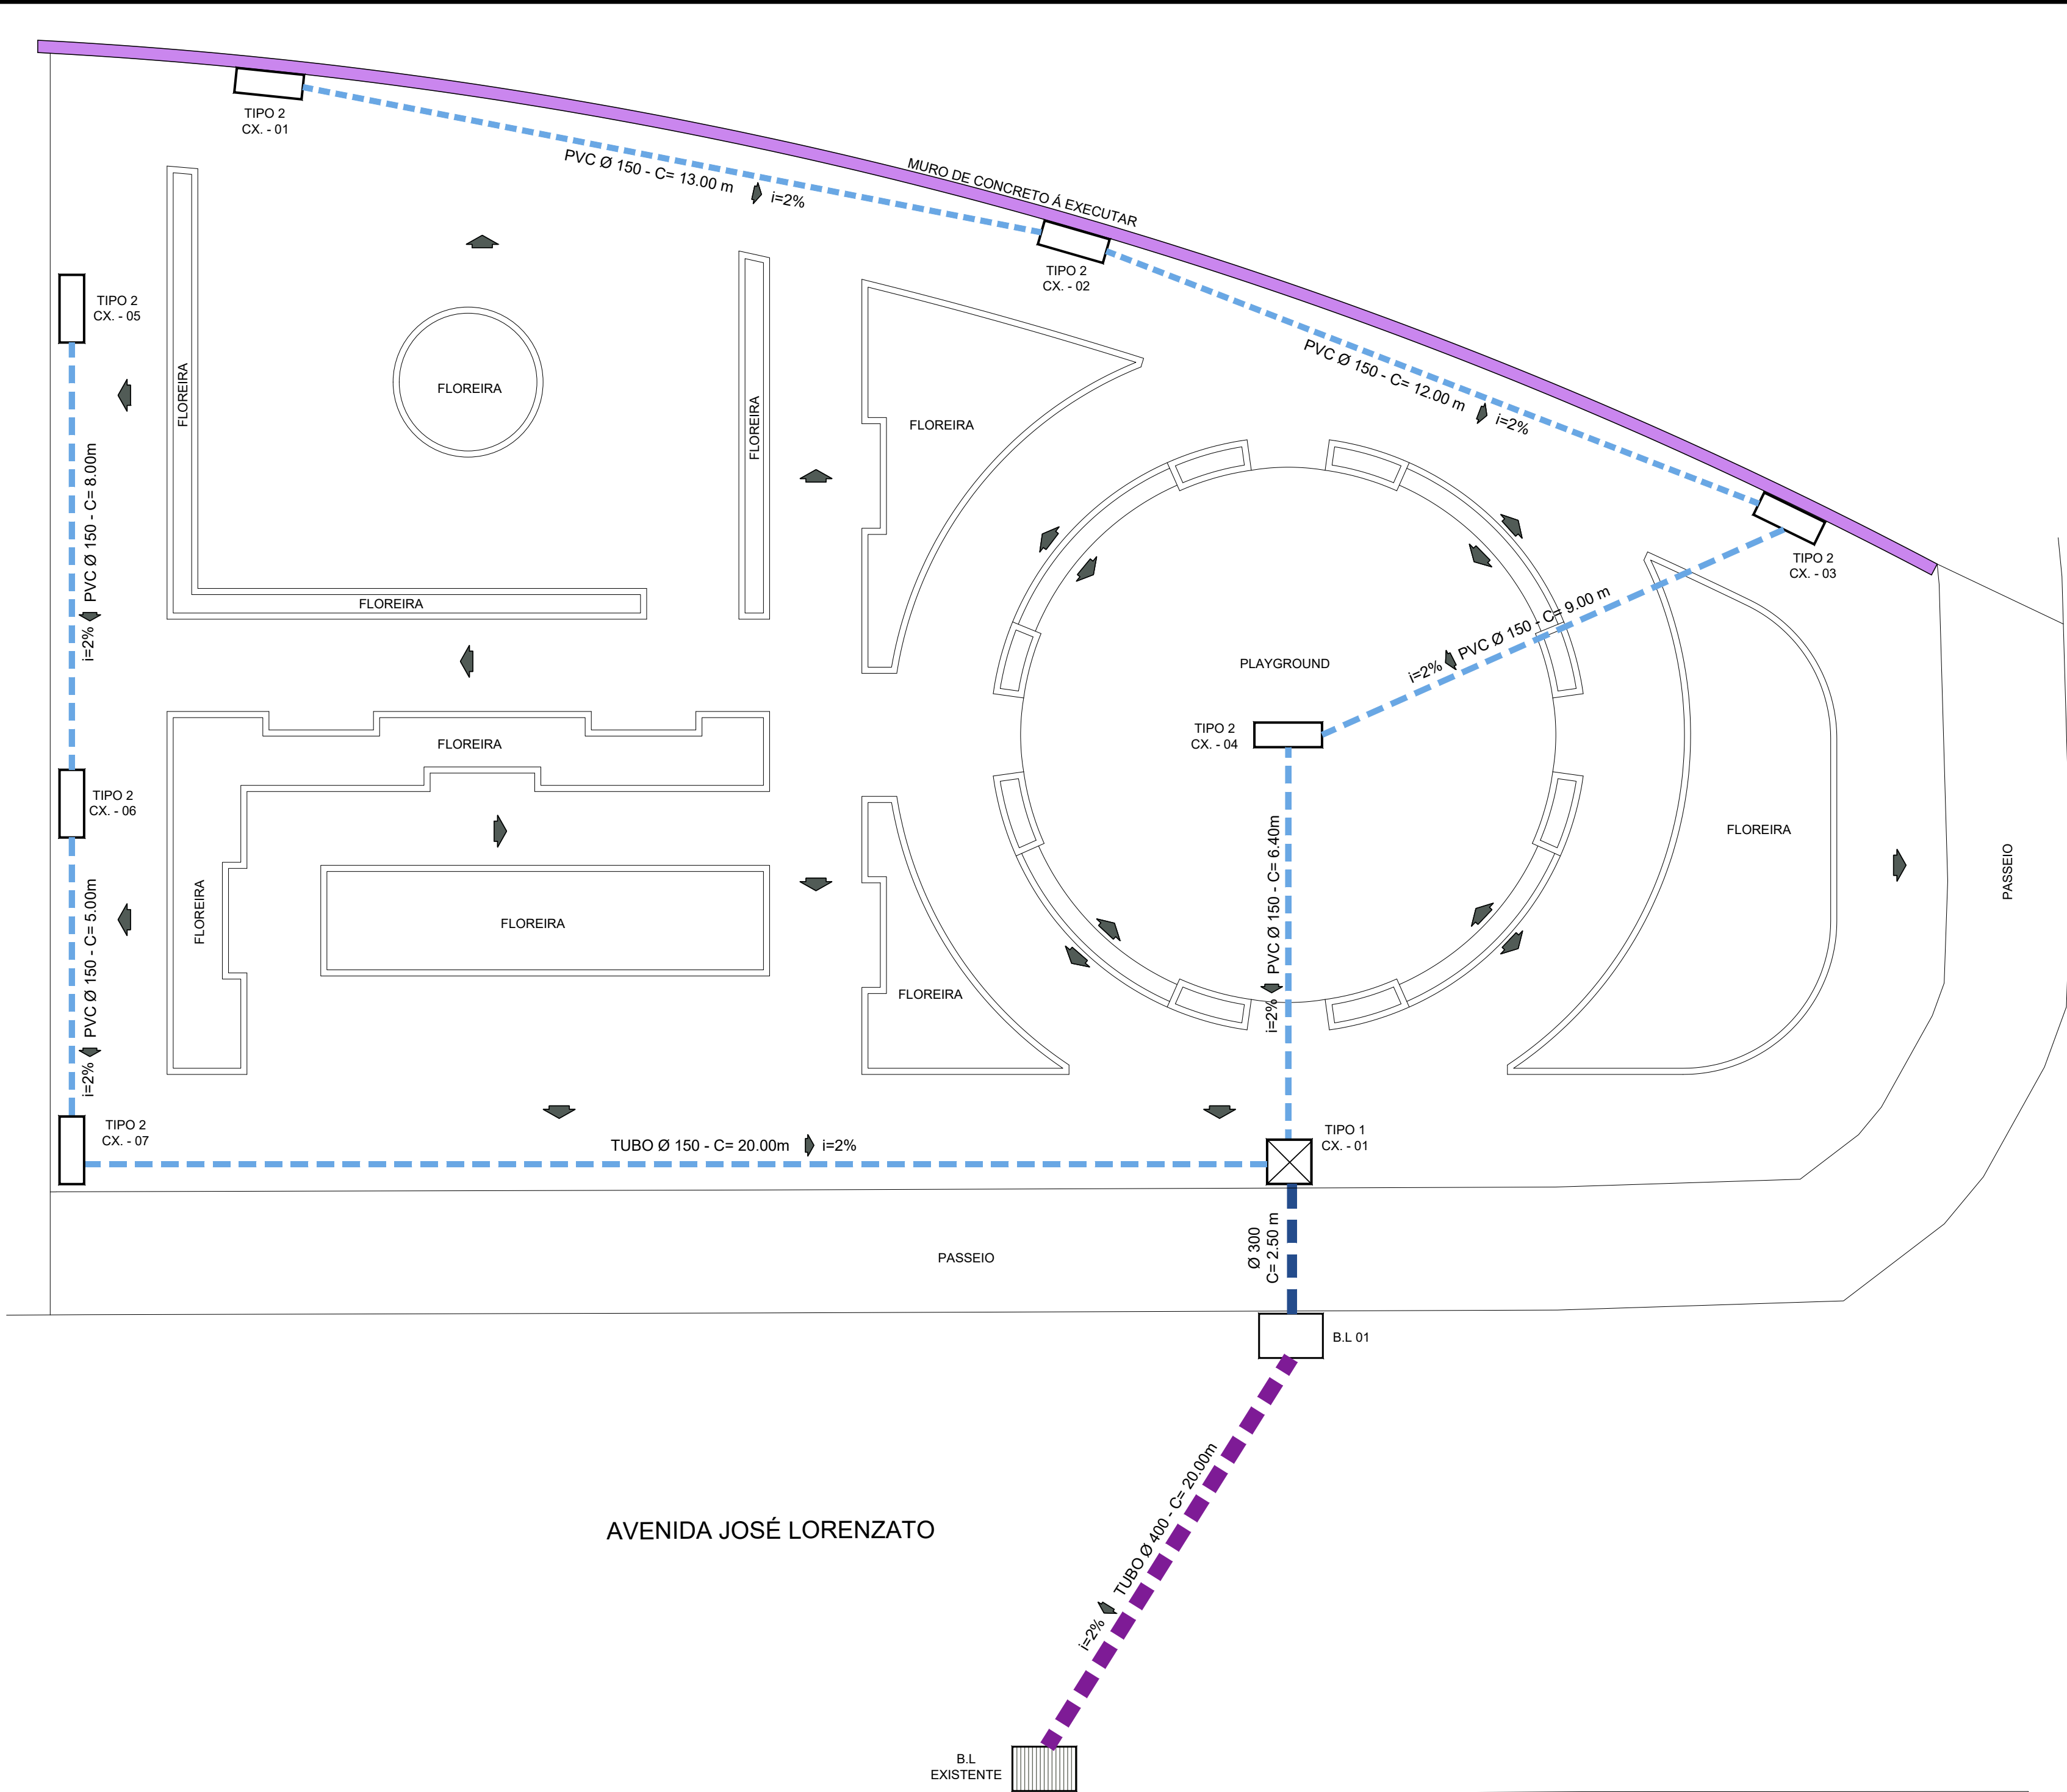 TIPO 2
CX. - 01
PVC Ø 150 - C= 13.00 m
i=2%
MURO DE CONCRETO Á EXECUTAR
TIPO 2
CX. - 02
TIPO 2
CX. - 05
PVC Ø 150 - C= 12.00 m
i=2%
FLOREIRA
FLOREIRA
FLOREIRA
FLOREIRA
PVC Ø 150 - C= 8.00m
i=2%
TIPO 2
CX. - 03
FLOREIRA
PVC Ø 150 - C= 9.00 m
i=2%
PLAYGROUND
TIPO 2
CX. - 04
FLOREIRA
TIPO 2
CX. - 06
FLOREIRA
PASSEIO
PVC Ø 150 - C= 6.40m
i=2%
PVC Ø 150 - C= 5.00m
i=2%
FLOREIRA
FLOREIRA
FLOREIRA
TIPO 2
CX. - 07
TUBO Ø 150 - C= 20.00m
i=2%
TIPO 1
CX. - 01
Ø 300
C= 2.50 m
PASSEIO
B.L 01
TUBO Ø 400 - C= 20.00m
i=2%
AVENIDA JOSÉ LORENZATO
B.L
EXISTENTE